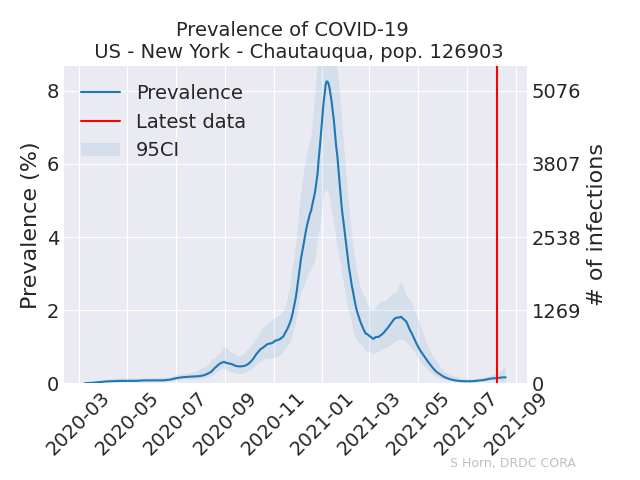 Prevalence of COVID-19
US - New York - Chautauqua, pop. 126903
Prevalence
Latest data
95CI
Prevalence (%)
8
6
4
2
0
5076
3807
2538
1269
0
# of infections
2020-03
2020-05
2020-07
2020-09
2020-11
2021-01
2021-03
2021-05
2021-07
2021-09
S Horn, DRDC CORA